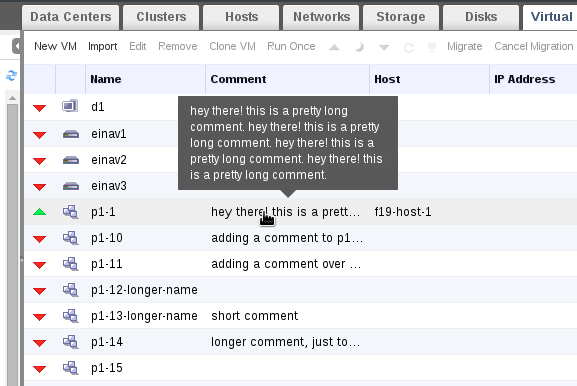 Data Centers Clusters Hosts Networks Storage Disks Virtual
New VM Import Edit Remove Clone VM Run Once Migrate Cancel Migration
Name Comment Host IP Address
d1
hey there! this is a pretty long
comment. hey there! this is a pretty
long comment. hey there! this is a
pretty long comment. hey there! this
is a pretty long comment.
einav1
einav2
einav3
p1-1 hey there! this is a prett... f19-host-1
p1-10 adding a comment to p1...
p1-11 adding a comment over ...
p1-12-longer-name
p1-13-longer-name short comment
p1-14 longer comment, just to...
p1-15